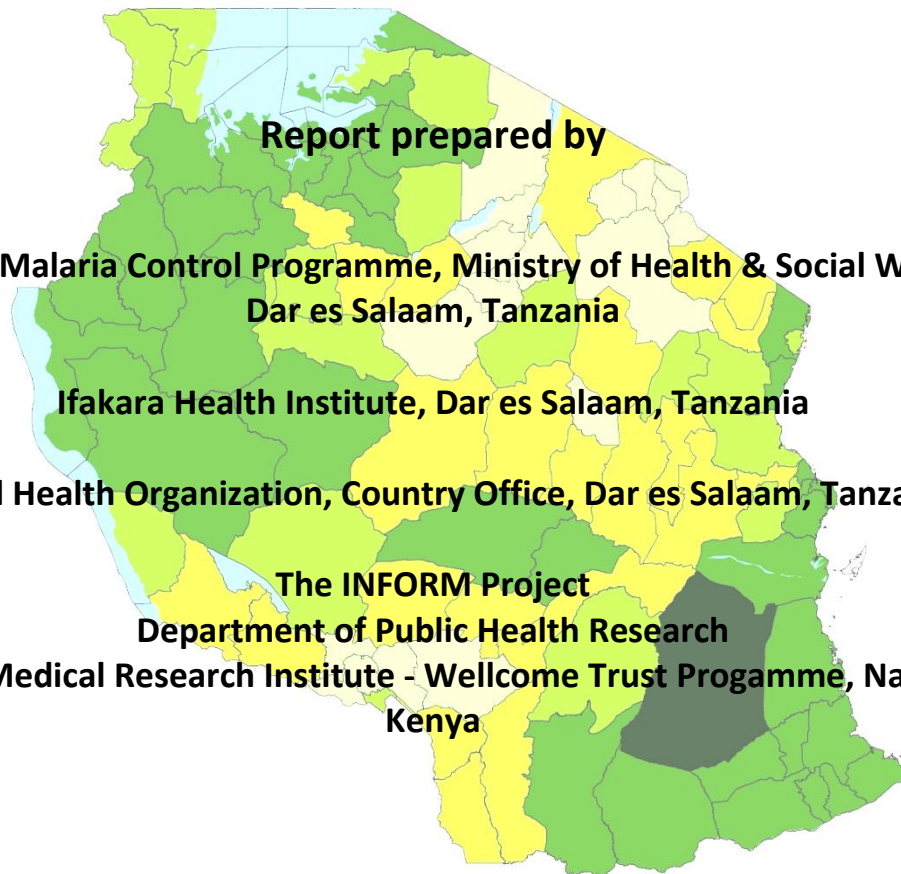 Report prepared by
Malaria Control Programme, Ministry of Health & Social
Dar es Salaam, Tanzania
Ifakara Health Institute, Dar es Salaam, Tanzania
Health Organization, Country Office, Dar es Salaam,
The INFORM Project
Department of Public Health Research
Medical Research Institute - Wellcome Trust Progamme,
Kenya